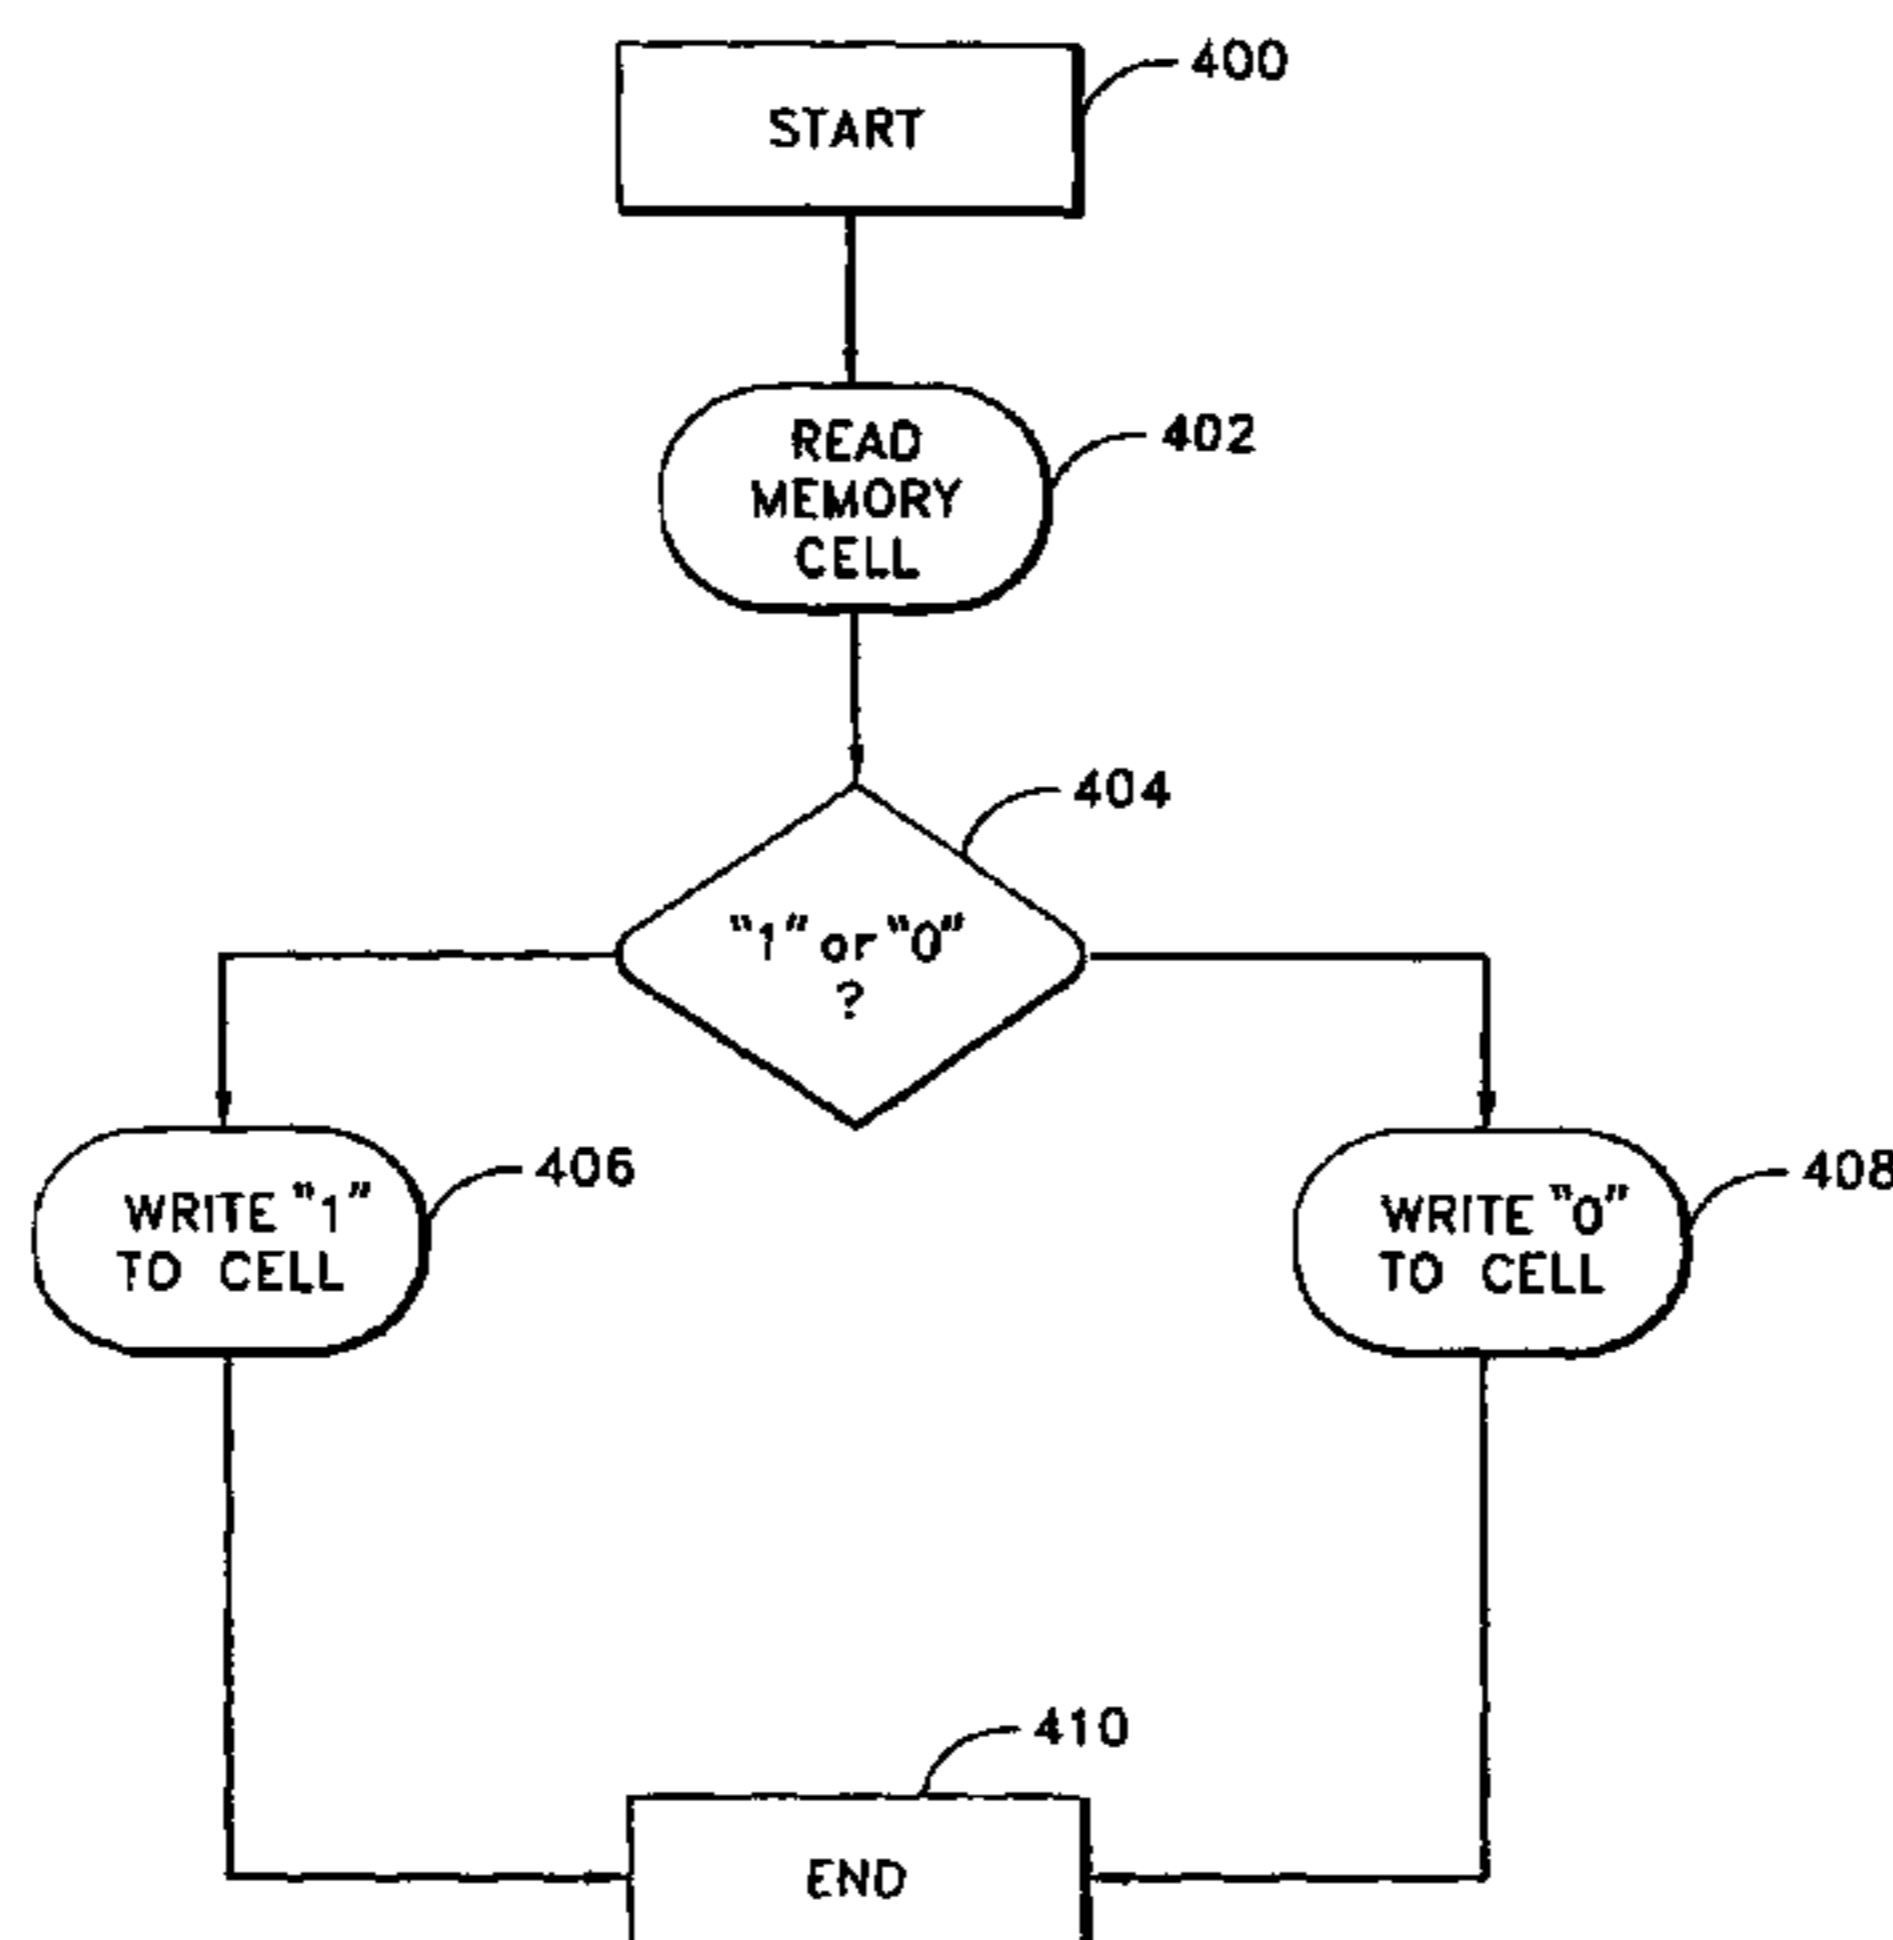 400
START
READ
MEMORY
CELL
402
404
“1” or “0”
?
WRITE “1”
TO CELL
406
WRITE “0”
TO CELL
408
410
END